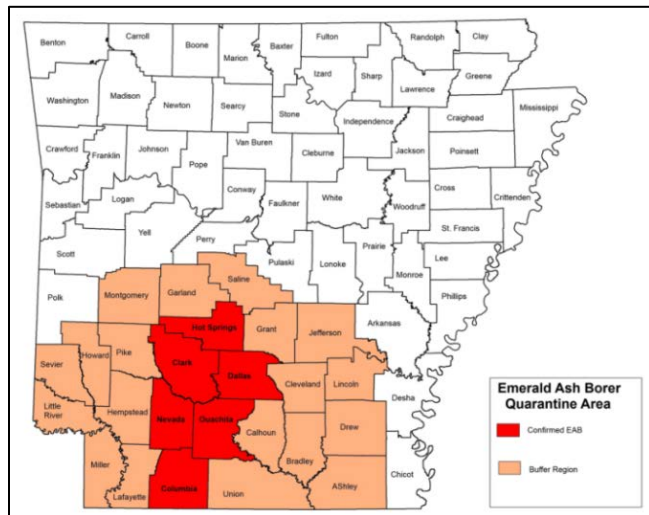 Benton
Carroll
Boone
Marion
Baxter
Fulton
Randolph
Clay
Izard
Sharp
Greene
Lawrence
Washington
Madison
Newton
Searcy
Stone
Independence
Craighead
Mississippi
Crawford
Franklin
Johnson
Pope
Van Buren
Cleburne
Jackson
Poinsett
Sebastian
Logan
Conway
Faulkner
White
Woodruff
Cross
Crittenden
St. Francis
Yell
Perry
Pulaski
Lonoke
Prairie
Monroe
Lee
Phillips
Scott
Saline
Polk
Montgomery
Garland
Hot Springs
Grant
Jefferson
Arkansas
Sevier
Howard
Pike
Clark
Dallas
Cleveland
Lincoln
Desha
Little
River
Hempstead
Nevada
Ouachita
Calhoun
Bradley
Drew
Miller
Lafayette
Columbia
Union
AShley
Chicot
Emerald Ash Borer
Quarantine Area
Confirmed EAB
Buffer Region